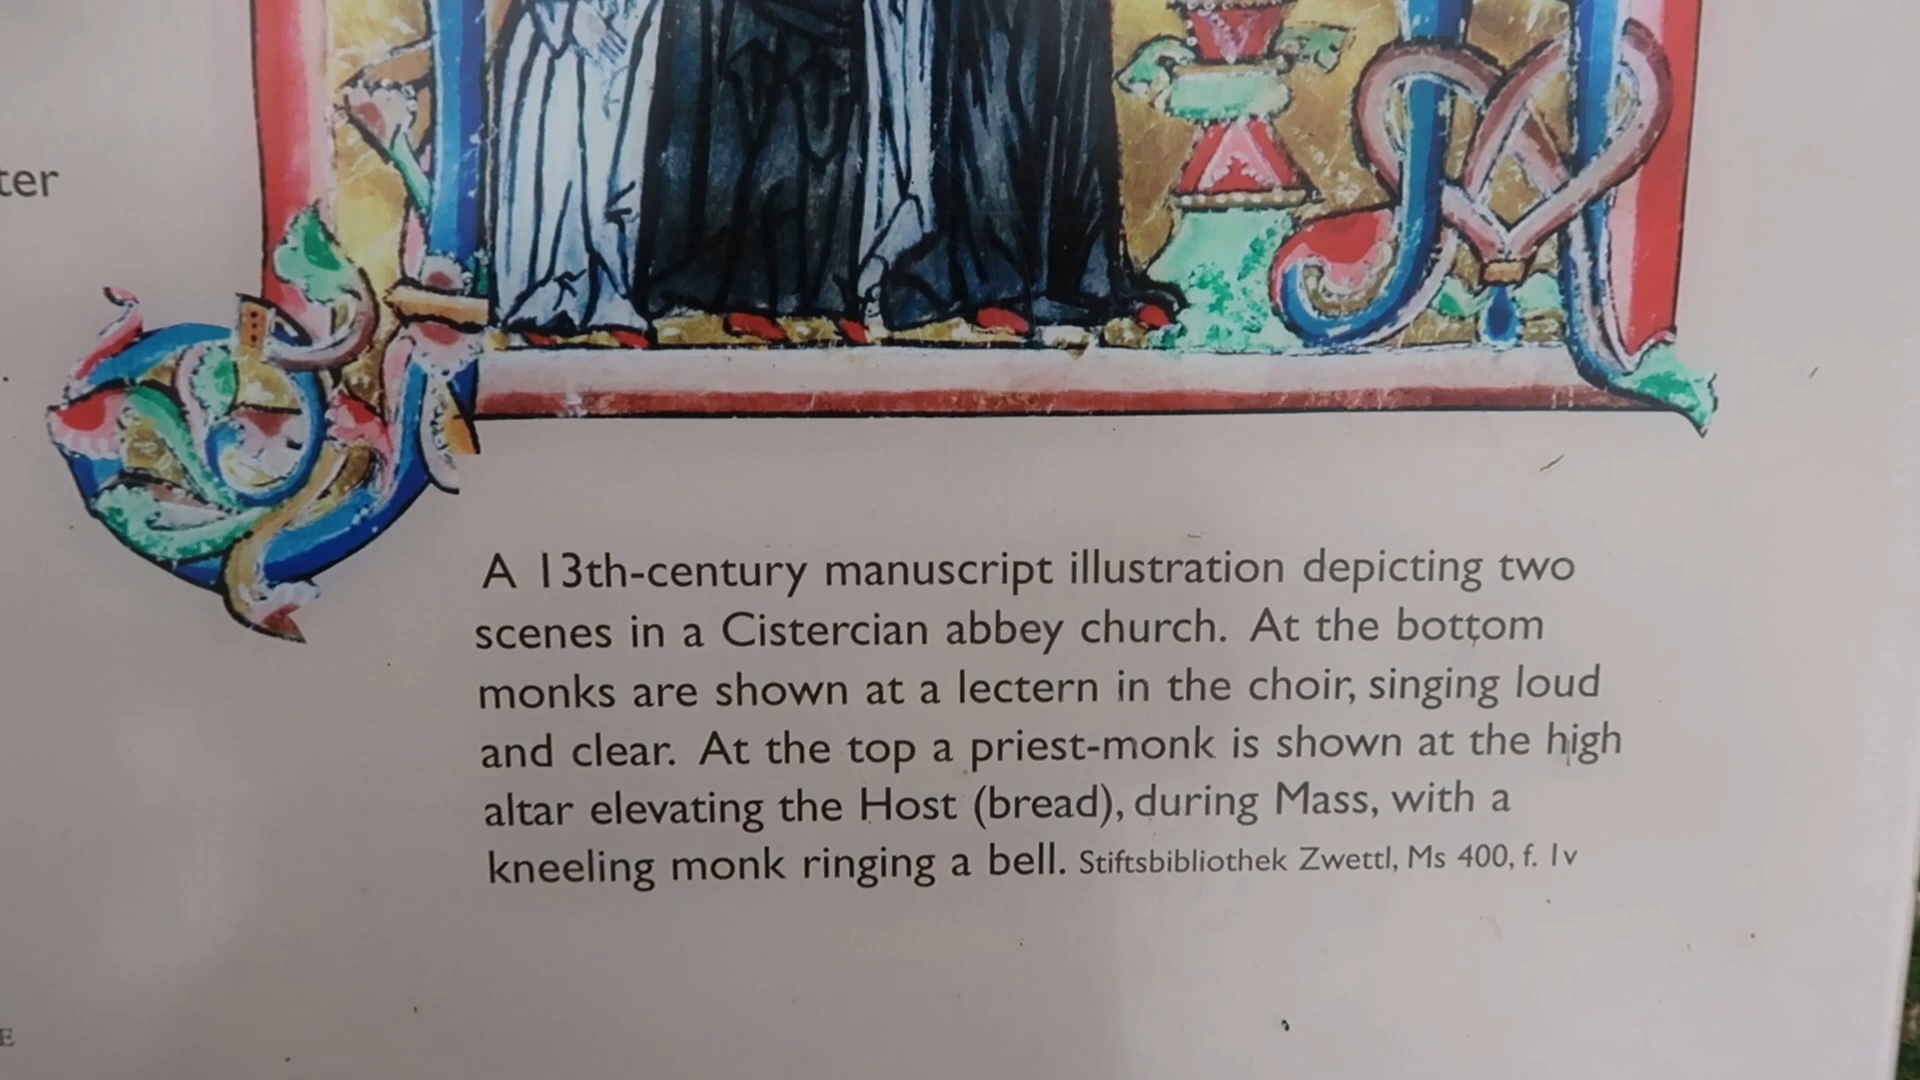 ter
A 13th-century manuscript illustration depicting two
scenes in a Cistercian abbey church. At the bottom
monks are shown at a lectern in the choir, singing loud
and clear. At the top a priest-monk is shown at the high
altar elevating the Host (bread), during Mass, with a
kneeling monk ringing a bell. Stiftsbibliothek Zwettl, Ms 400, f. 1v
E